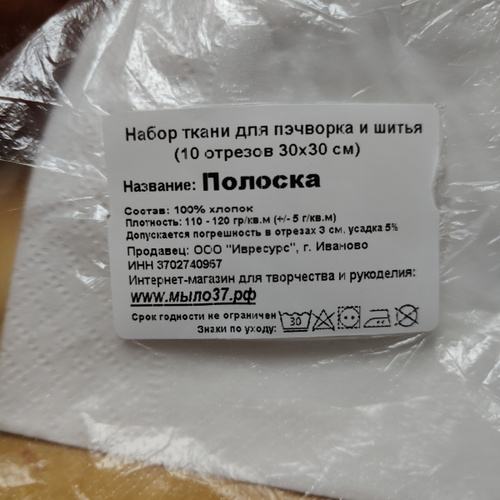 Набор ткани для пэчворка и шитья
(10 отрезов 30х30 см)
Название: Полоска
Состав: 100% хлопок
Плотность: 110 - 120 гр/кв.м (+/- 5 г/кв.м)
Допускается погрешность в отрезах 3 см, усадка 5%
Продавец: ООО "Ивресурс", г. Иваново
ИНН 3702740967
Интернет-магазин для творчества и рукоделия:
www.мыло37.рф
Срок годности не ограничен
Знаки по уходу: 30